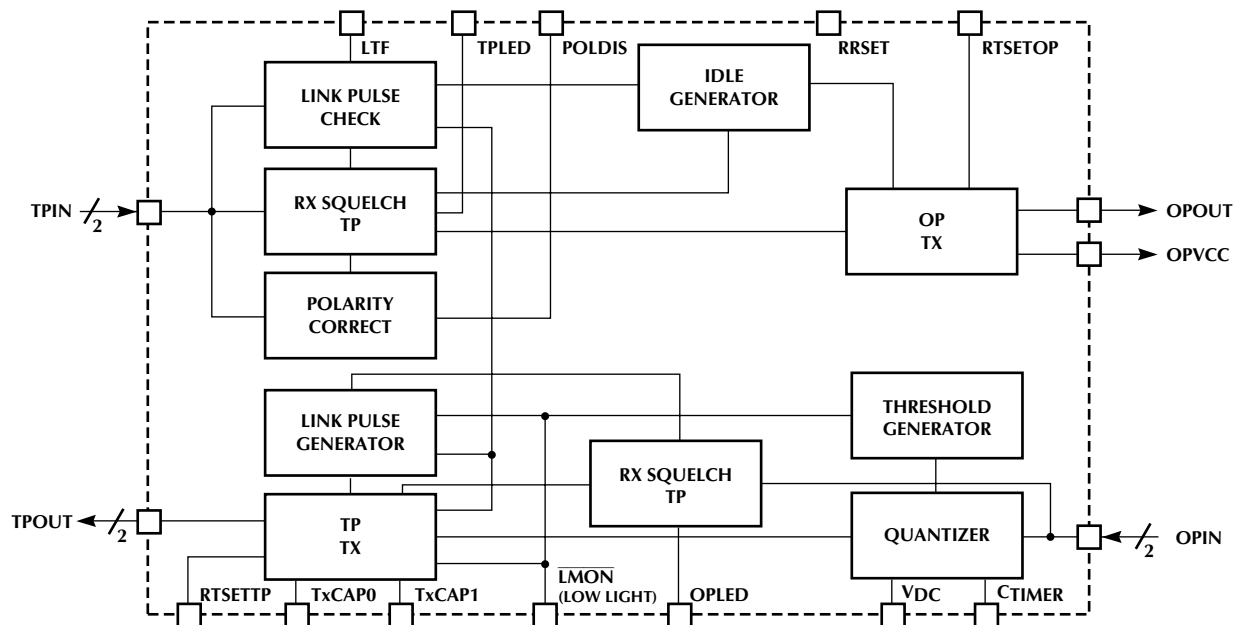 LTF
TPLED
POLDIS
RRSET
RTSETOP
LINK PULSE
CHECK
IDLE
GENERATOR
TPIN
2
RX SQUELCH
TP
OP
TX
OPOUT
OPVCC
POLARITY
CORRECT
LINK PULSE
GENERATOR
THRESHOLD
GENERATOR
RX SQUELCH
TP
TPOUT
2
TP
TX
QUANTIZER
2
OPIN
RTSETTP
TxCAP0
TxCAP1
LMON
(LOW LIGHT)
OPLED
VDC
CTIMER